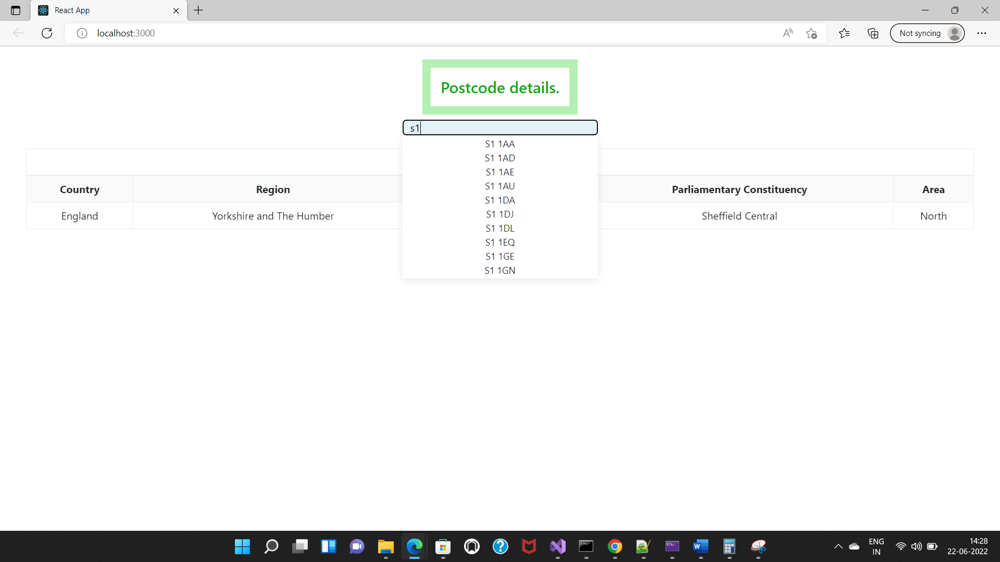 React App
localhost:3000
Not syncing
Postcode details.
s1
S1 1AA
S1 1AD
S1 1AE
S1 1AU
S1 1DA
S1 1DJ
S1 1DL
S1 1EQ
S1 1GE
S1 1GN
Country Region Parliamentary Constituency Area
England Yorkshire and The Humber Sheffield Central North
ENG
IN
14:28
22-06-2022